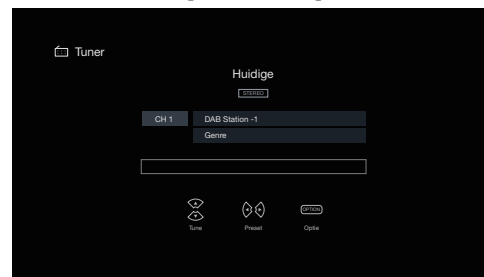 Tuner
Huidige
STEREO
CH 1 DAB Station -1
Genre
OPTION
Tune Preset Optie